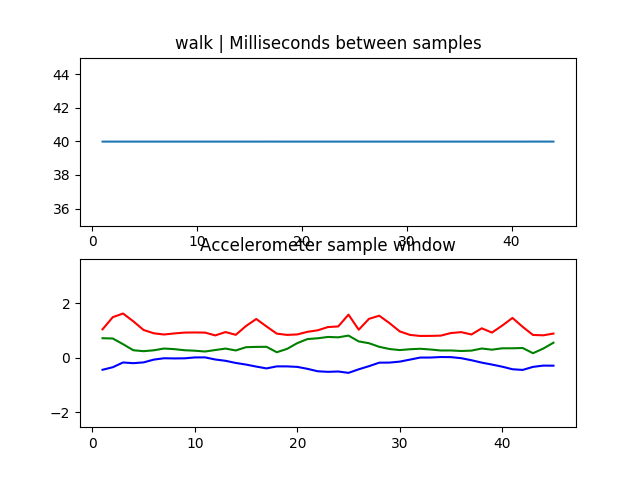 walk | Milliseconds between samples
44
42
40
38
36
0 10 20 30 40
Accelerometer sample window
2
0
−2
0 10 20 30 40